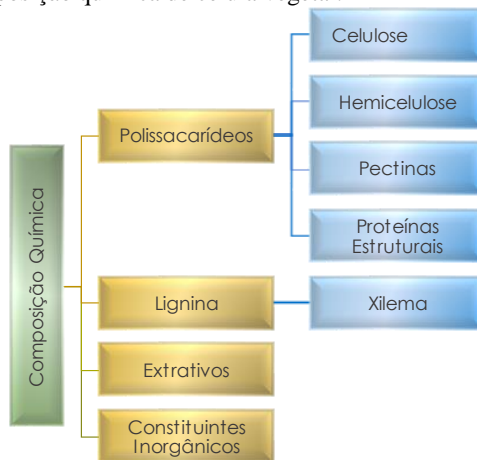 Celulose
Hemicelulose
Polissacarídeos
Pectinas
Proteínas
Estruturais
Composição Química
Lignina
Xilema
Extrativos
Constituintes
Inorgânicos